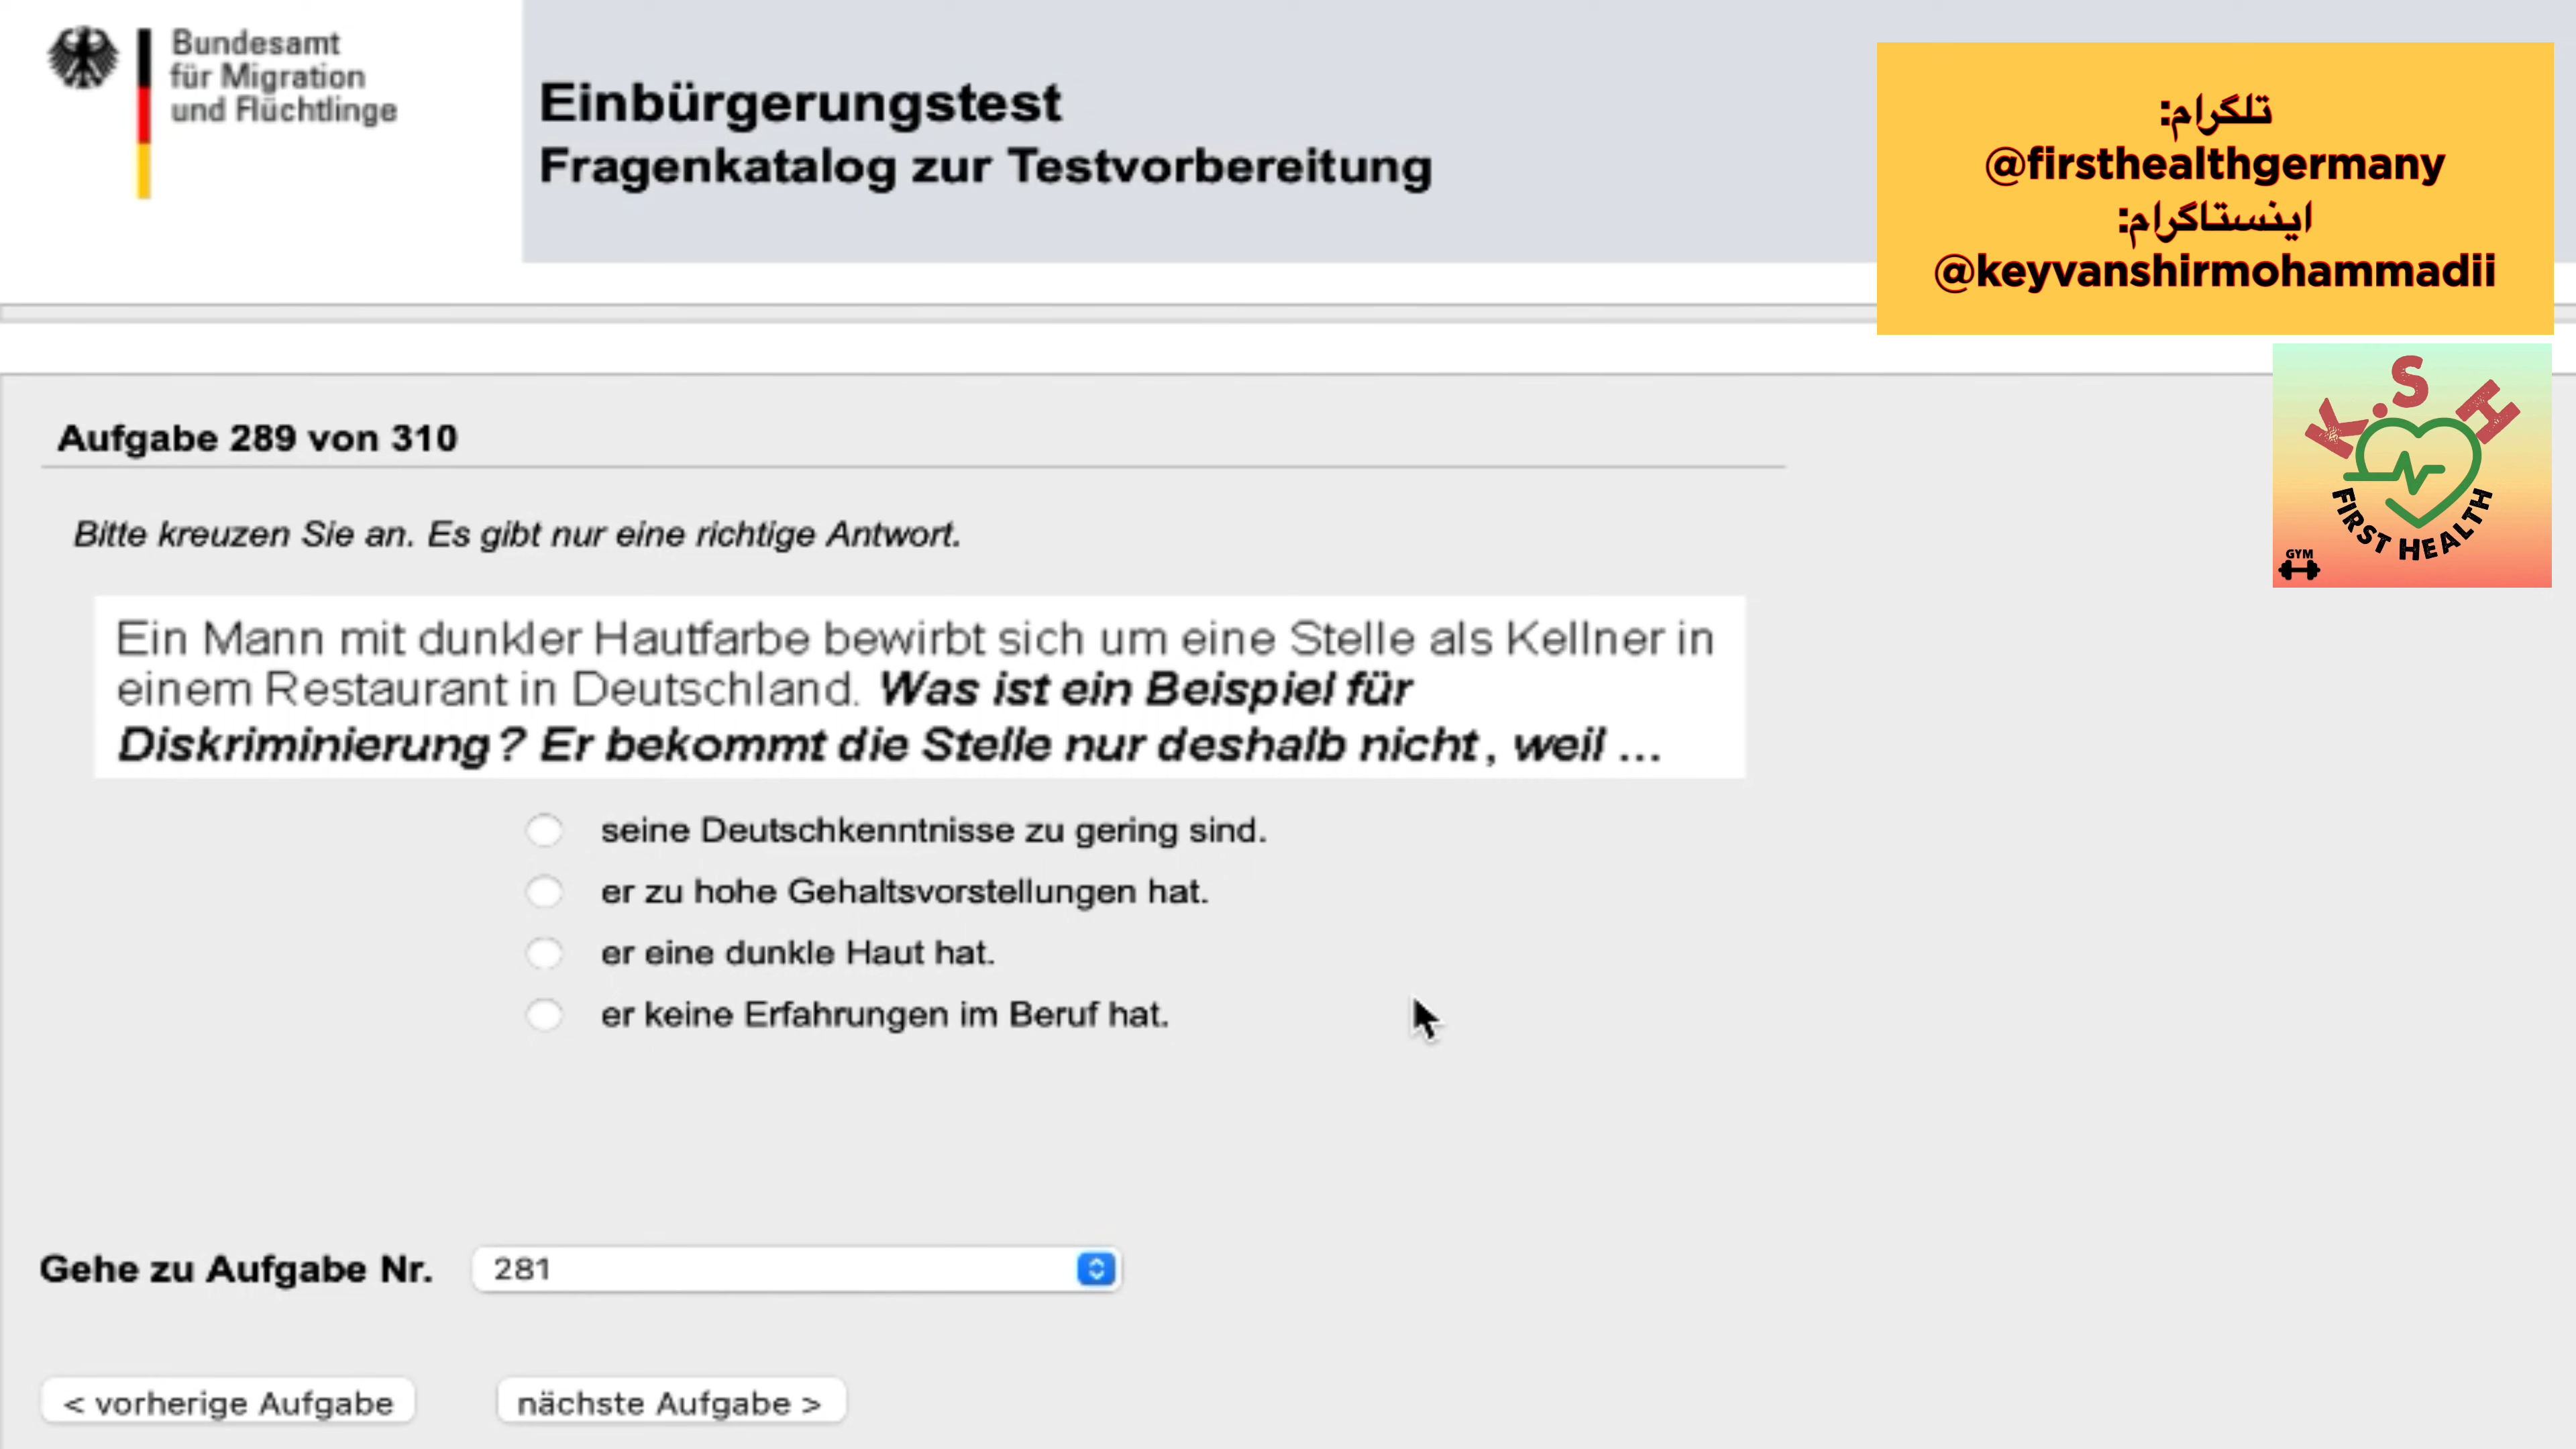 Bundesamt
für Migration
und Flüchtlinge
Einbürgerungstest
Fragenkatalog zur Testvorbereitung
تلگرام:
@firsthealthgermany
اینستاگرام:
@keyvanshirmohammadii
K.SH
FIRST HEALTH
GYM
Aufgabe 289 von 310
Bitte kreuzen Sie an. Es gibt nur eine richtige Antwort.
Ein Mann mit dunkler Hautfarbe bewirbt sich um eine Stelle als Kellner in
einem Restaurant in Deutschland. Was ist ein Beispiel für
Diskriminierung? Er bekommt die Stelle nur deshalb nicht, weil ...
seine Deutschkenntnisse zu gering sind.
er zu hohe Gehaltsvorstellungen hat.
er eine dunkle Haut hat.
er keine Erfahrungen im Beruf hat.
Gehe zu Aufgabe Nr. 281
< vorherige Aufgabe nächste Aufgabe >